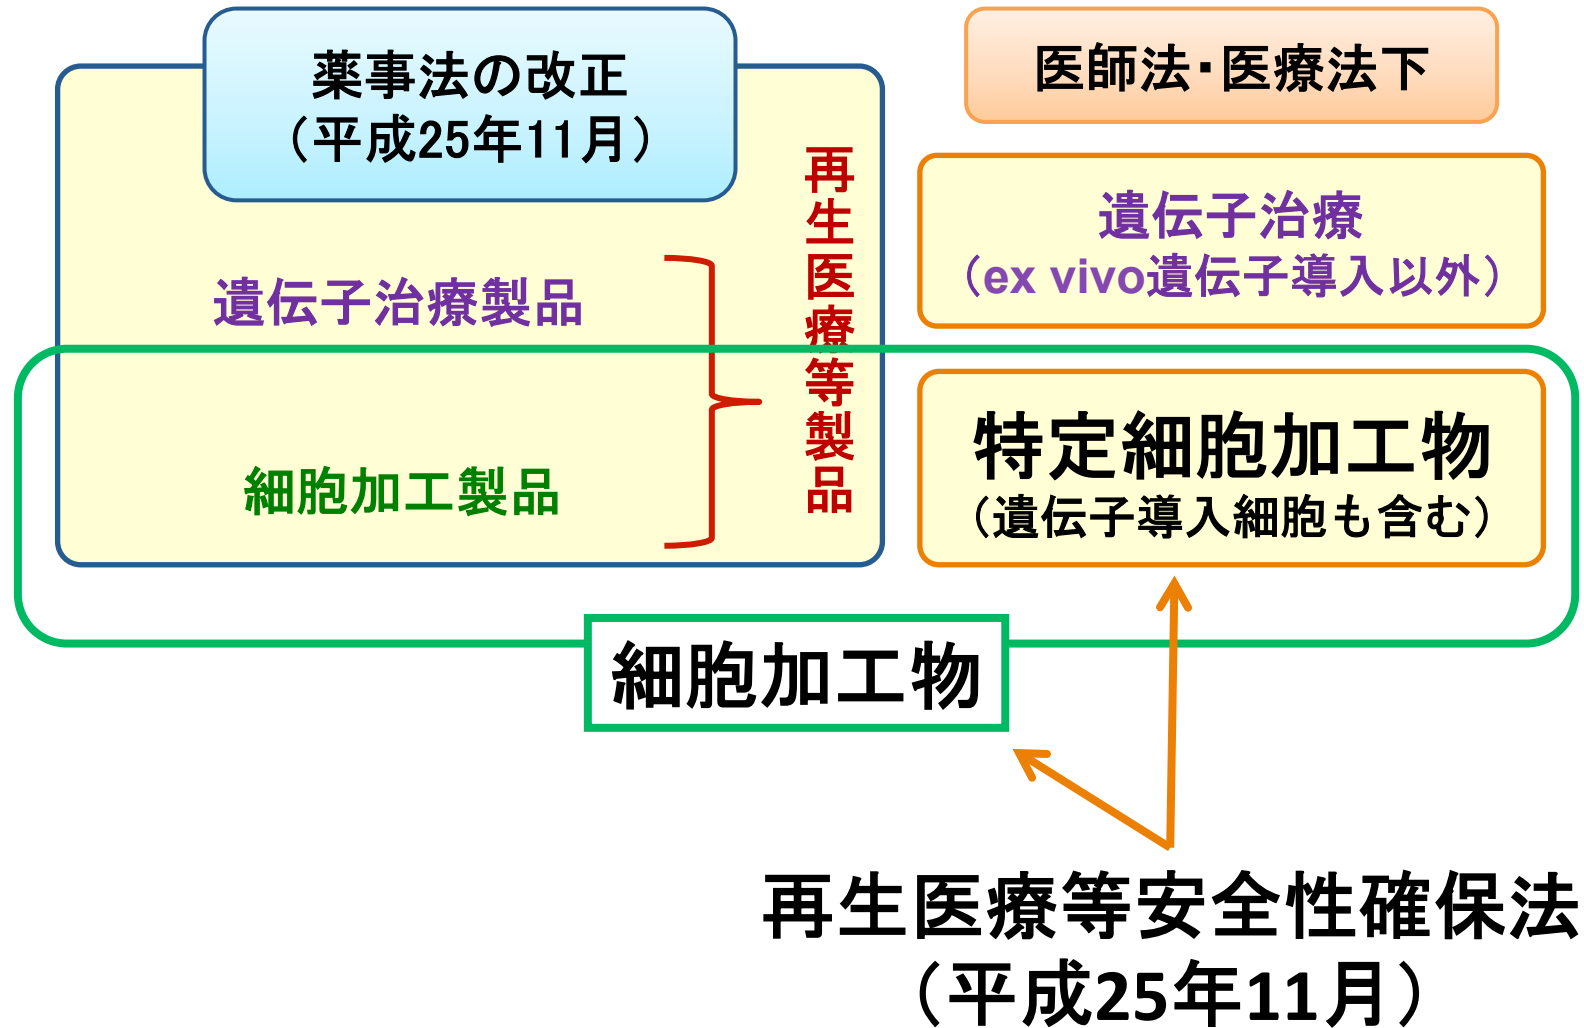 薬事法の改正
（平成25年11月）
遺伝子治療製品
細胞加工製品
再生医療等製品
医師法・医療法下
遺伝子治療
（ex vivo遺伝子導入以外）
特定細胞加工物
（遺伝子導入細胞も含む）
細胞加工物
再生医療等安全性確保法
（平成25年11月）